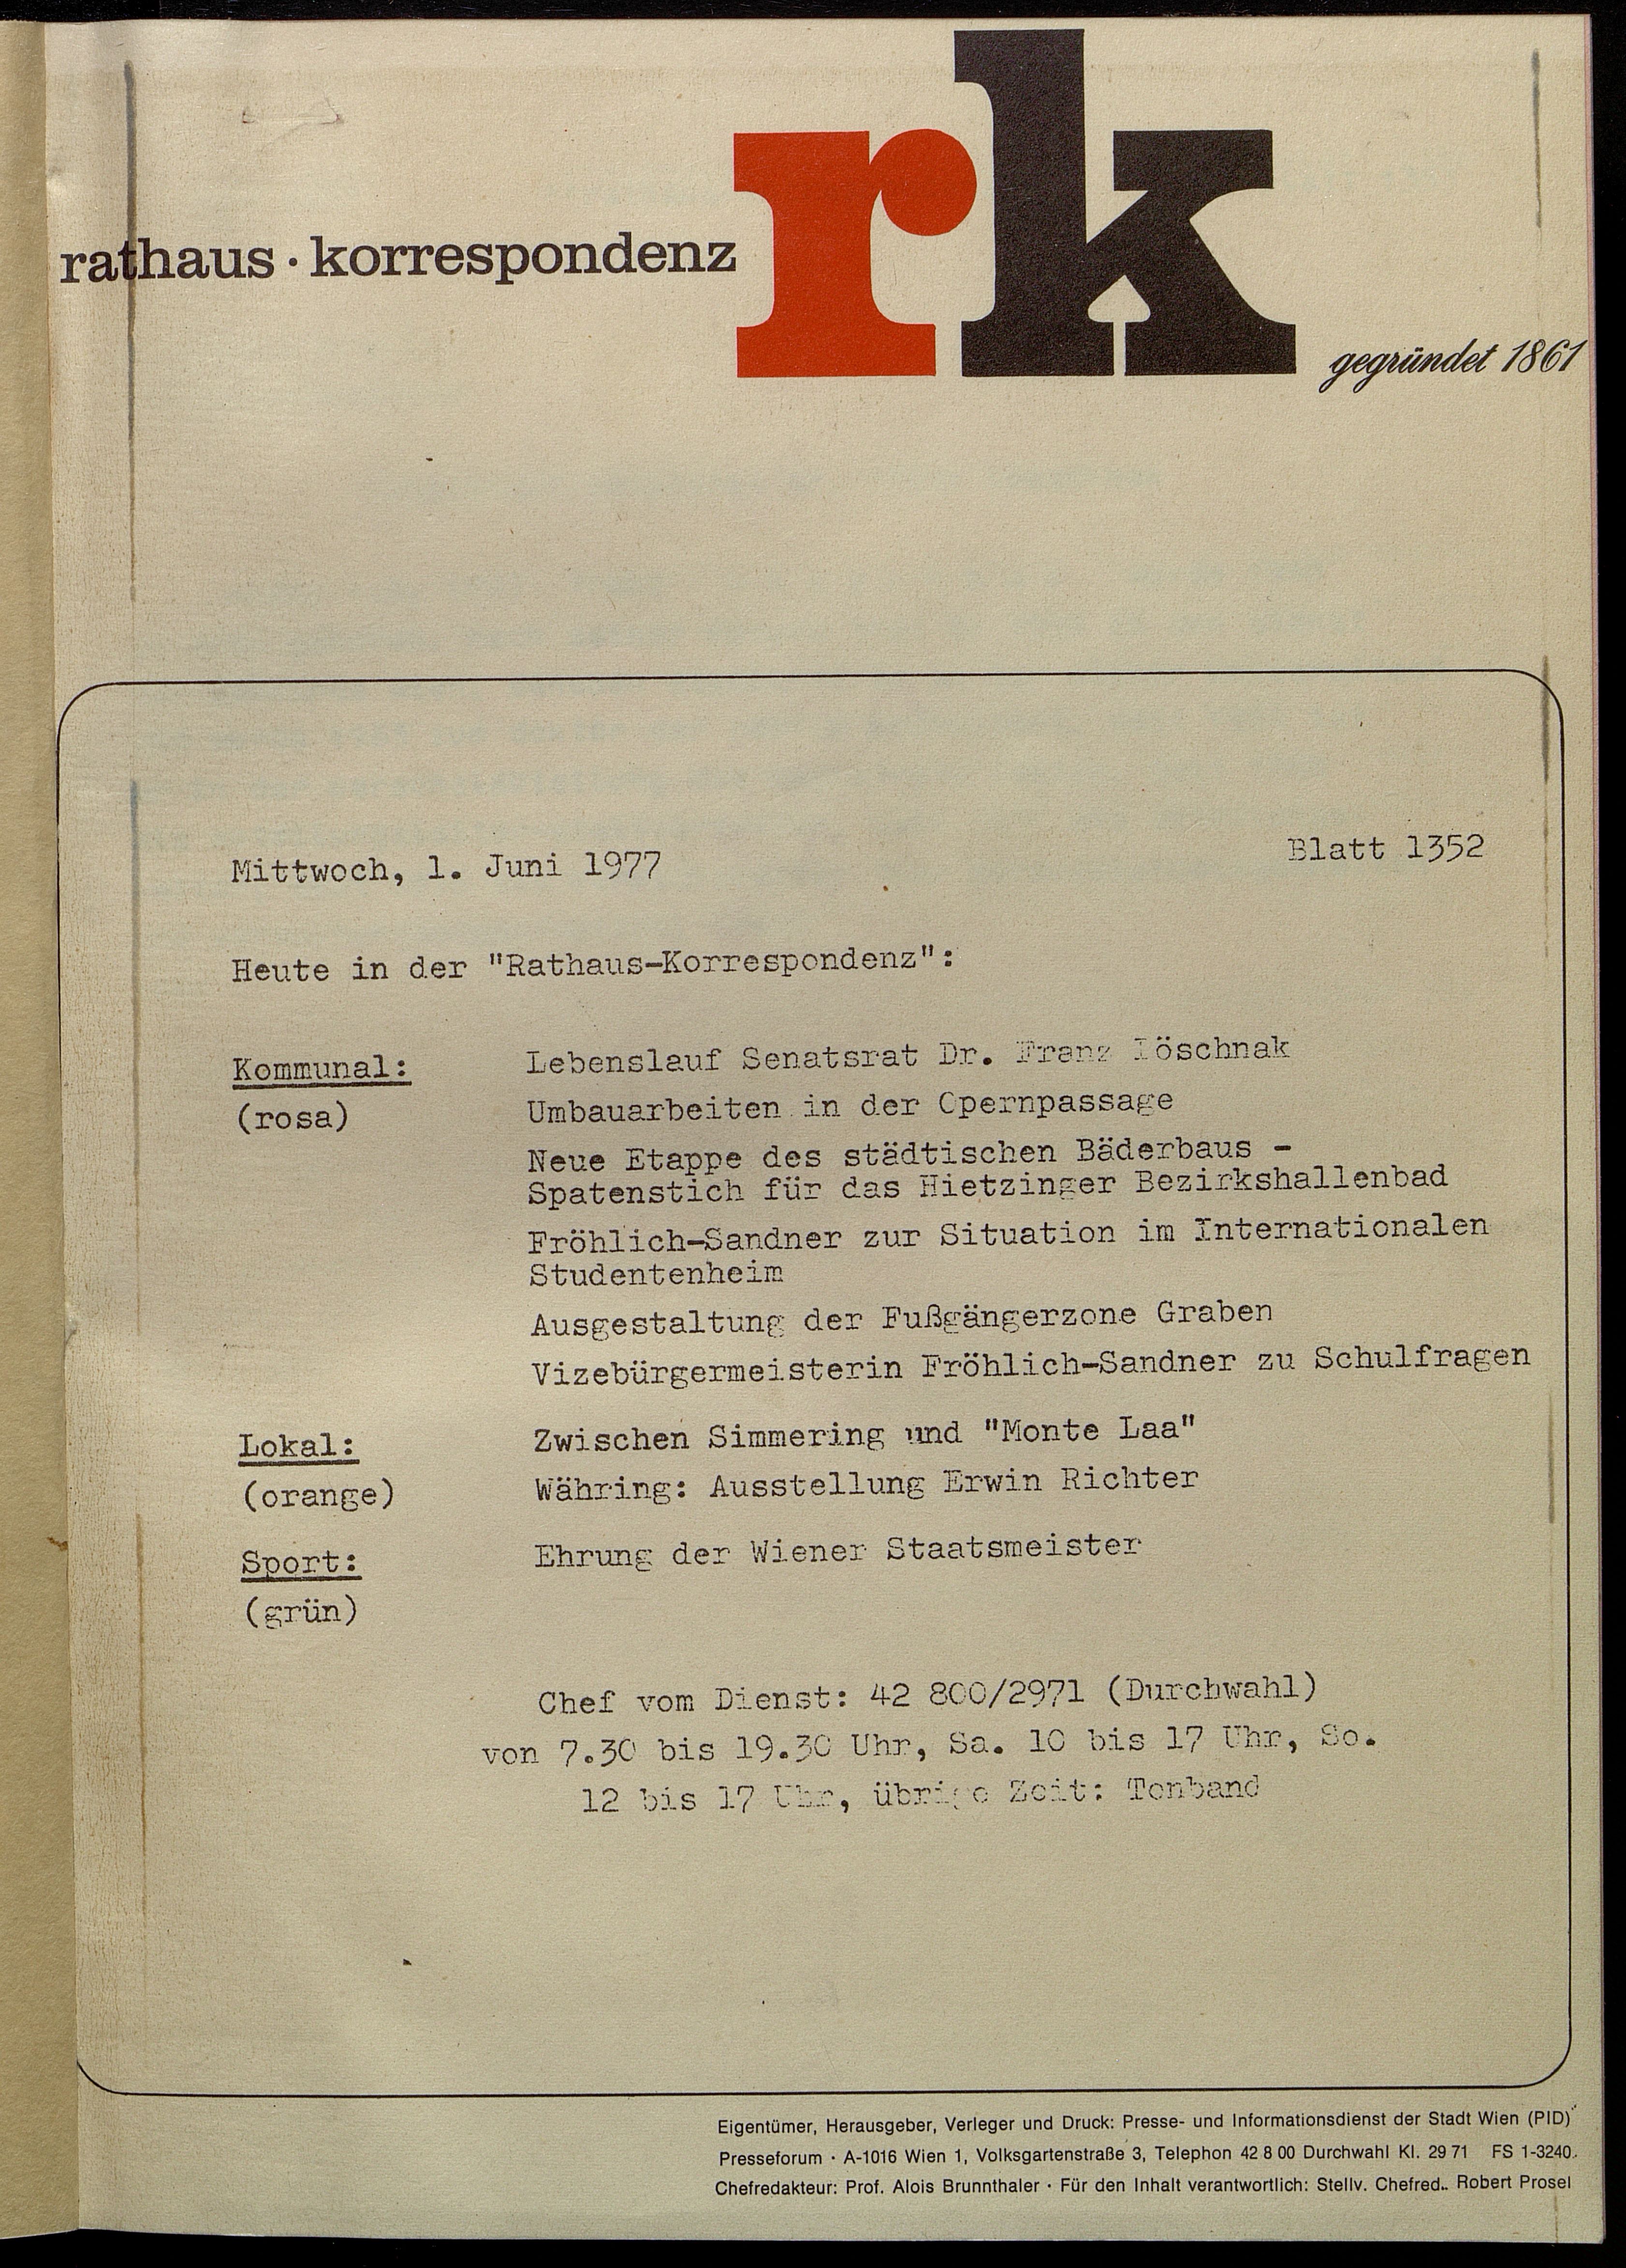 rk
rathaus · korrespondenz
gegründet 1861
Mittwoch, 1. Juni 1977
Blatt 1352
Heute in der "Rathaus-Korrespondenz":
Kommunal:
(rosa)
Lebenslauf Senatsrat Dr. Franz Löschnak
Umbauarbeiten in der Opernpassage
Neue Etappe des städtischen Bäderbaus -
Spatenstich für das Hietzinger Bezirkshallenbad
Fröhlich-Sandner zur Situation im Internationalen
Studentenheim
Ausgestaltung der Fußgängerzone Graben
Vizebürgermeisterin Fröhlich-Sandner zu Schulfragen
Lokal:
(orange)
Zwischen Simmering und "Monte Laa"
Währing: Ausstellung Erwin Richter
Sport:
(grün)
Ehrung der Wiener Staatsmeister
Chef vom Dienst: 42 800/2971 (Durchwahl)
von 7.30 bis 19.30 Uhr, Sa. 10 bis 17 Uhr, So.
12 bis 17 Uhr, übrige Zeit: Tonband
Eigentümer, Herausgeber, Verleger und Druck: Presse- und Informationsdienst der Stadt Wien (PID)
Presseforum · A-1016 Wien 1, Volksgartenstraße 3, Telephon 42 8 00 Durchwahl Kl. 29 71 FS 1-3240.
Chefredakteur: Prof. Alois Brunnthaler · Für den Inhalt verantwortlich: Stellv. Chefred.. Robert Prosel